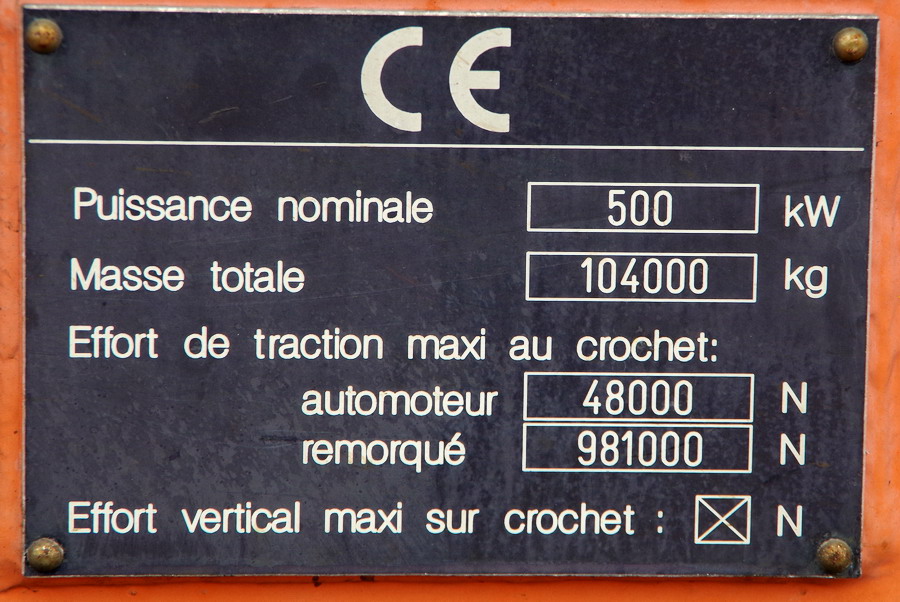 CE
Puissance nominale 500 kW
Masse totale 104000 kg
Effort de traction maxi au crochet:
automoteur 48000 N
remorqué 981000 N
Effort vertical maxi sur crochet : N